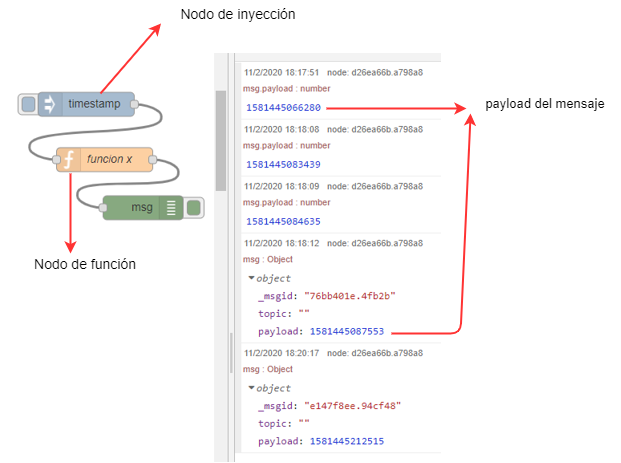 Nodo de inyección
timestamp
funcion x
msg
Nodo de función
11/2/2020 18:17:51 node: d26ea66b.a798a8
msg.payload : number
1581445066280
payload del mensaje
11/2/2020 18:18:08 node: d26ea66b.a798a8
msg.payload : number
1581445083439
11/2/2020 18:18:09 node: d26ea66b.a798a8
msg.payload : number
1581445084635
11/2/2020 18:18:12 node: d26ea66b.a798a8
msg : Object
object
_msgid: "76bb401e.4fb2b"
topic: ""
payload: 1581445087553
11/2/2020 18:20:17 node: d26ea66b.a798a8
msg : Object
object
_msgid: "e147f8ee.94cf48"
topic: ""
payload: 1581445212515